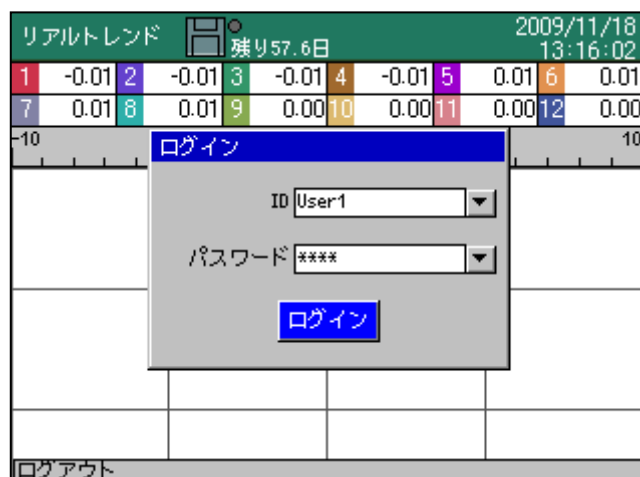 リアルトレンド 残り57.6日 2009/11/18
13:16:02
1 -0.01 2 -0.01 3 -0.01 4 -0.01 5 0.01 6 0.01
7 0.01 8 0.01 9 0.00 10 0.00 11 0.00 12 0.00
-10 10
ログイン
ID User1
パスワード ****
ログイン
ログアウト